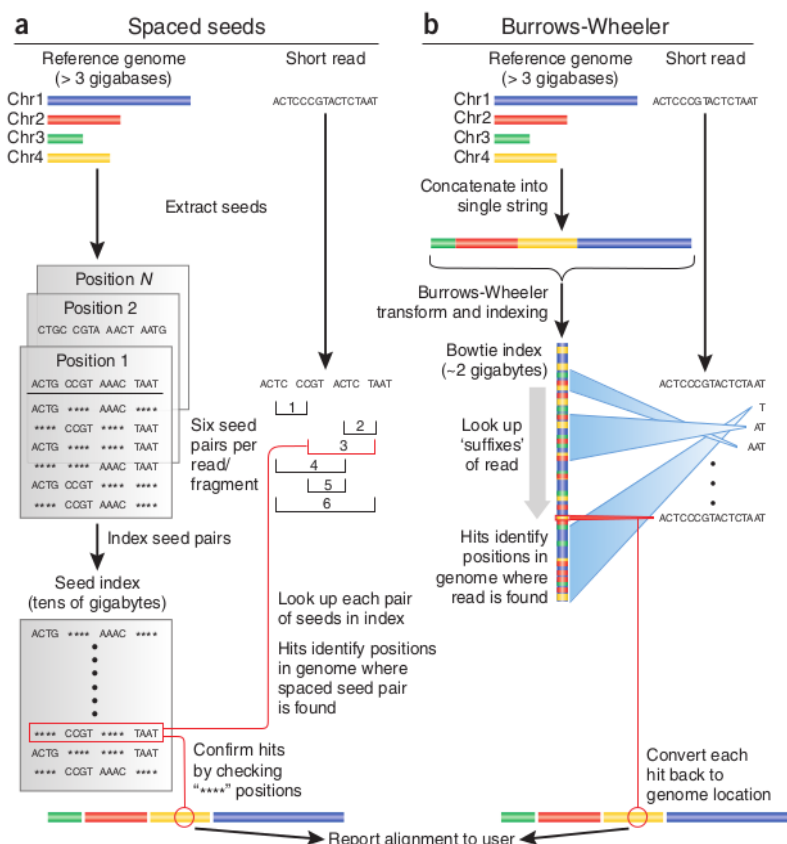 a Spaced seeds
Reference genome
(> 3 gigabases)
Short read
Chr1
Chr2
Chr3
Chr4
ACTCCCGTACTCTAAT
Extract seeds
Position N
Position 2
CTGC CCGTA AACT AATG
Position 1
ACTG CCGT AAAC TAAT
ACTG **** AAAC ****
**** CCGT **** TAAT
ACTG **** **** TAAT
**** **** AAAC TAAT
ACTG CCGT **** ****
**** CCGT AAAC ****
Six seed
pairs per
read/
fragment
ACTC CCGT ACTC TAAT
1
2
3
4
5
6
Index seed pairs
Seed index
(tens of gigabytes)
ACTG **** AAAC ****
**** CCGT **** TAAT
ACTG **** **** TAAT
**** CCGT AAAC ****
Look up each pair
of seeds in index
Hits identify positions
in genome where
spaced seed pair
is found
Confirm hits
by checking
"****" positions
b Burrows-Wheeler
Reference genome
(> 3 gigabases)
Short read
Chr1
Chr2
Chr3
Chr4
ACTCCCGTACTCTAAT
Concatenate into
single string
Burrows-Wheeler
transform and indexing
Bowtie index
(~2 gigabytes)
Look up
'suffixes'
of read
ACTCCCGTACTCTAAT
T
AT
AAT
ACTCCCGTACTCTAAT
Hits identify
positions in
genome where
read is found
Convert each
hit back to
genome location
Report alignment to user